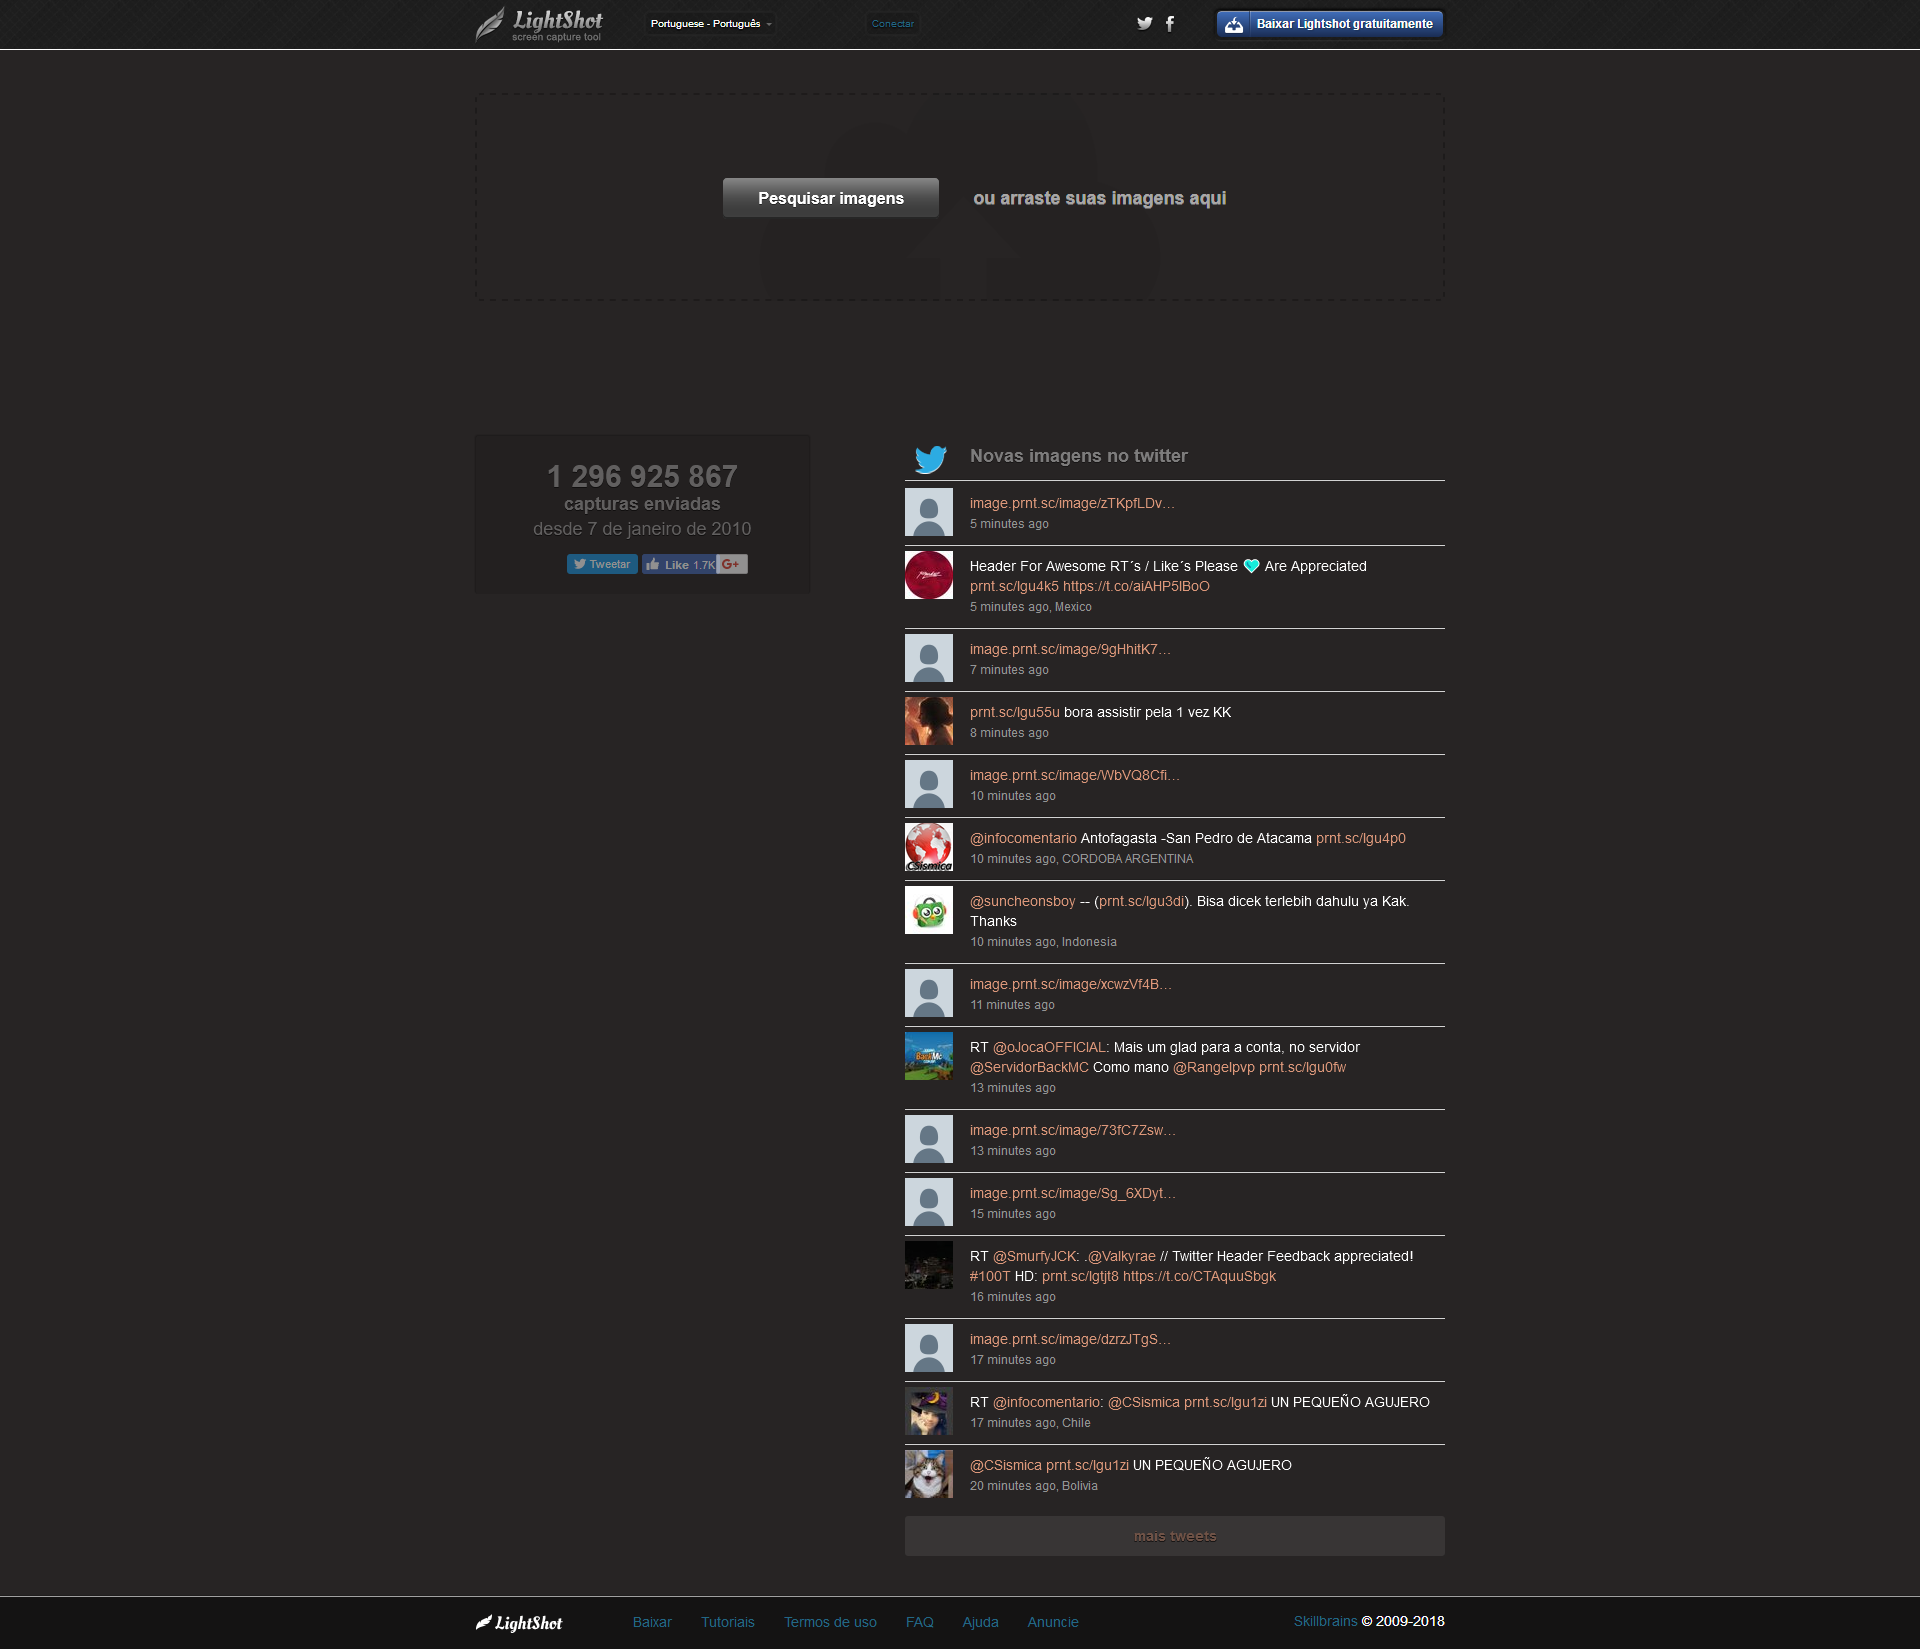 LightShot
screen capture tool
Portuguese - Português
Conectar
Baixar Lightshot gratuitamente
Pesquisar imagens
ou arraste suas imagens aqui
1 296 925 867
capturas enviadas
desde 7 de janeiro de 2010
Tweetar
Like 1.7K
G+
Novas imagens no twitter
image.prnt.sc/image/zTKpfLDv…
5 minutes ago
Header For Awesome RT´s / Like´s Please Are Appreciated
prnt.sc/lgu4k5 https://t.co/aiAHP5lBoO
5 minutes ago, Mexico
image.prnt.sc/image/9gHhitK7…
7 minutes ago
prnt.sc/lgu55u bora assistir pela 1 vez KK
8 minutes ago
image.prnt.sc/image/WbVQ8Cfi…
10 minutes ago
CSismica
@infocomentario Antofagasta -San Pedro de Atacama prnt.sc/lgu4p0
10 minutes ago, CORDOBA ARGENTINA
@suncheonsboy -- (prnt.sc/lgu3di). Bisa dicek terlebih dahulu ya Kak.
Thanks
10 minutes ago, Indonesia
image.prnt.sc/image/xcwzVf4B…
11 minutes ago
BackMc
RT @oJocaOFFICIAL: Mais um glad para a conta, no servidor
@ServidorBackMC Como mano @Rangelpvp prnt.sc/lgu0fw
13 minutes ago
image.prnt.sc/image/73fC7Zsw…
13 minutes ago
image.prnt.sc/image/Sg_6XDyt…
15 minutes ago
RT @SmurfyJCK: .@Valkyrae // Twitter Header Feedback appreciated!
#100T HD: prnt.sc/lgtjt8 https://t.co/CTAquuSbgk
16 minutes ago
image.prnt.sc/image/dzrzJTgS…
17 minutes ago
RT @infocomentario: @CSismica prnt.sc/lgu1zi UN PEQUEÑO AGUJERO
17 minutes ago, Chile
@CSismica prnt.sc/lgu1zi UN PEQUEÑO AGUJERO
20 minutes ago, Bolivia
mais tweets
LightShot
Baixar
Tutoriais
Termos de uso
FAQ
Ajuda
Anuncie
Skillbrains © 2009-2018